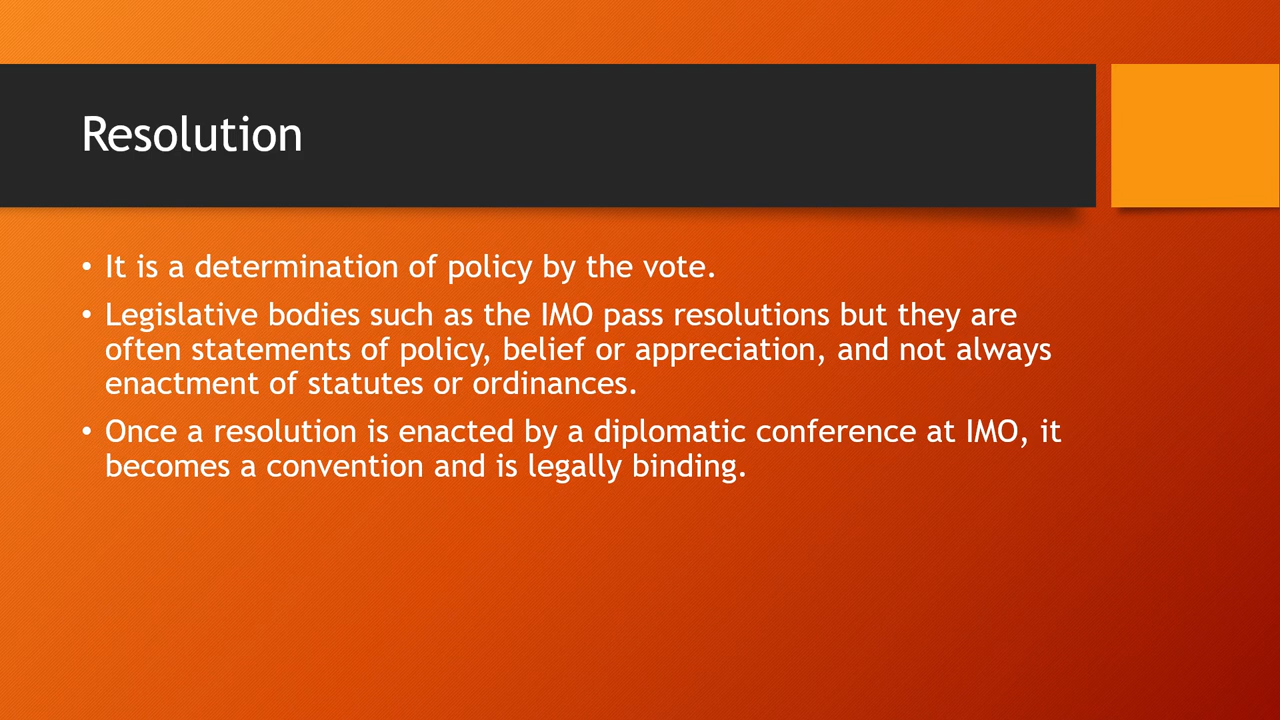 Resolution
• It is a determination of policy by the vote.
• Legislative bodies such as the IMO pass resolutions but they are
often statements of policy, belief or appreciation, and not always
enactment of statutes or ordinances.
• Once a resolution is enacted by a diplomatic conference at IMO, it
becomes a convention and is legally binding.